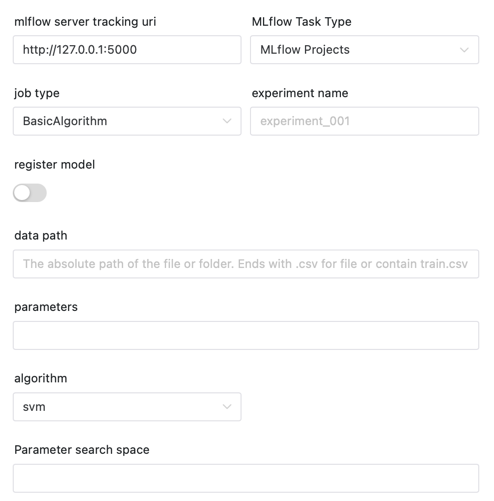 mlflow server tracking uri MLflow Task Type
http://127.0.0.1:5000 MLflow Projects
job type experiment name
BasicAlgorithm experiment_001
register model
data path
The absolute path of the file or folder. Ends with .csv for file or contain train.csv
parameters
algorithm
svm
Parameter search space